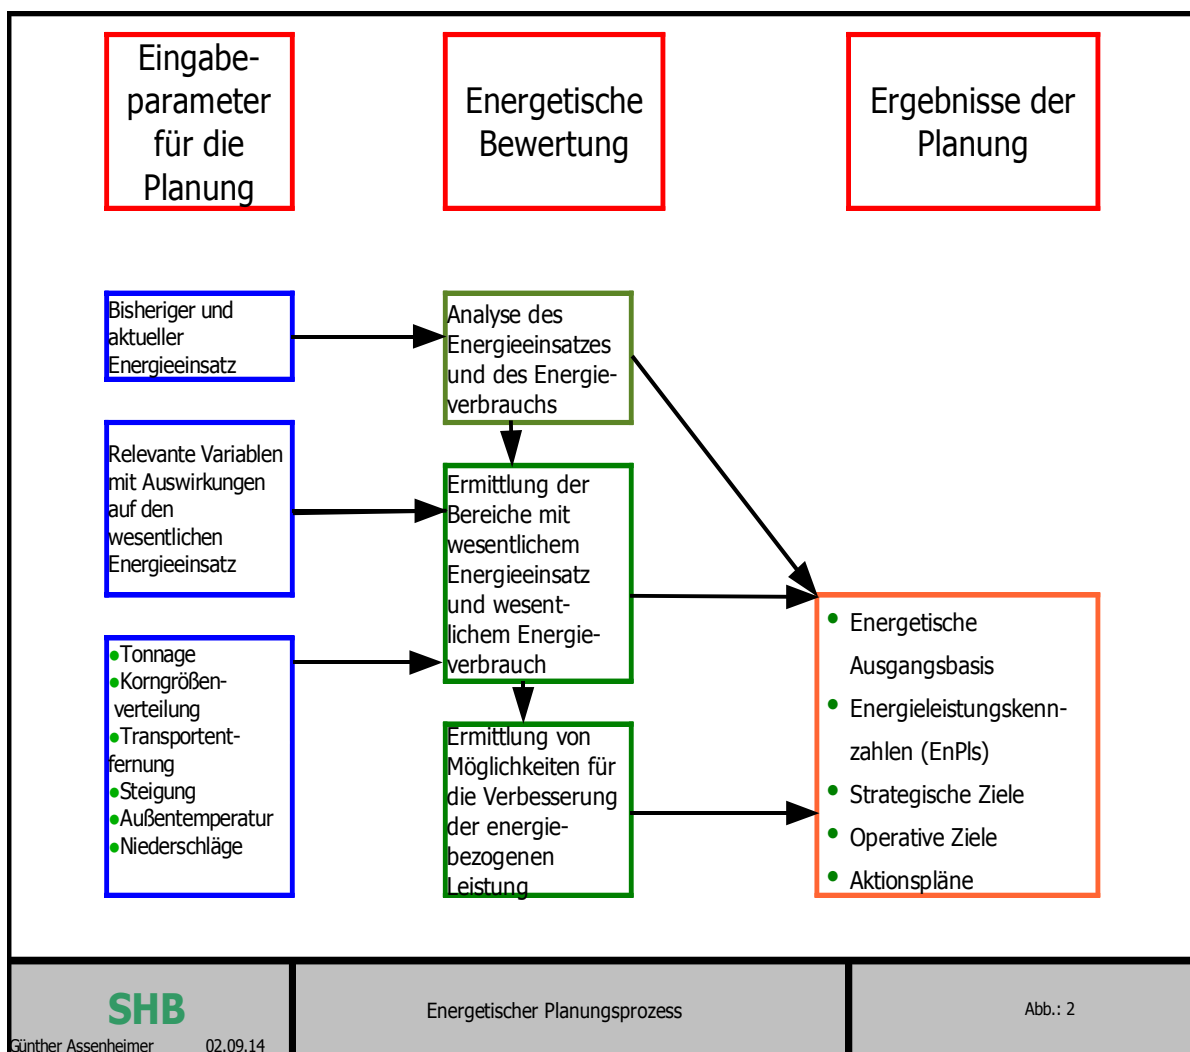 Eingabe-
parameter
für die
Planung
Energetische
Bewertung
Ergebnisse der
Planung
Bisheriger und
aktueller
Energieeinsatz
Relevante Variablen
mit Auswirkungen
auf den
wesentlichen
Energieeinsatz
•Tonnage
•Korngrößen-
verteilung
•Transportent-
fernung
•Steigung
•Außentemperatur
•Niederschläge
Analyse des
Energieeinsatzes
und des Energie-
verbrauchs
Ermittlung der
Bereiche mit
wesentlichem
Energieeinsatz
und wesent-
lichem Energie-
verbrauch
Ermittlung von
Möglichkeiten für
die Verbesserung
der energie-
bezogenen
Leistung
• Energetische
Ausgangsbasis
• Energieleistungskenn-
zahlen (EnPIs)
• Strategische Ziele
• Operative Ziele
• Aktionspläne
SHB
Günther Assenheimer 02.09.14
Energetischer Planungsprozess
Abb.: 2